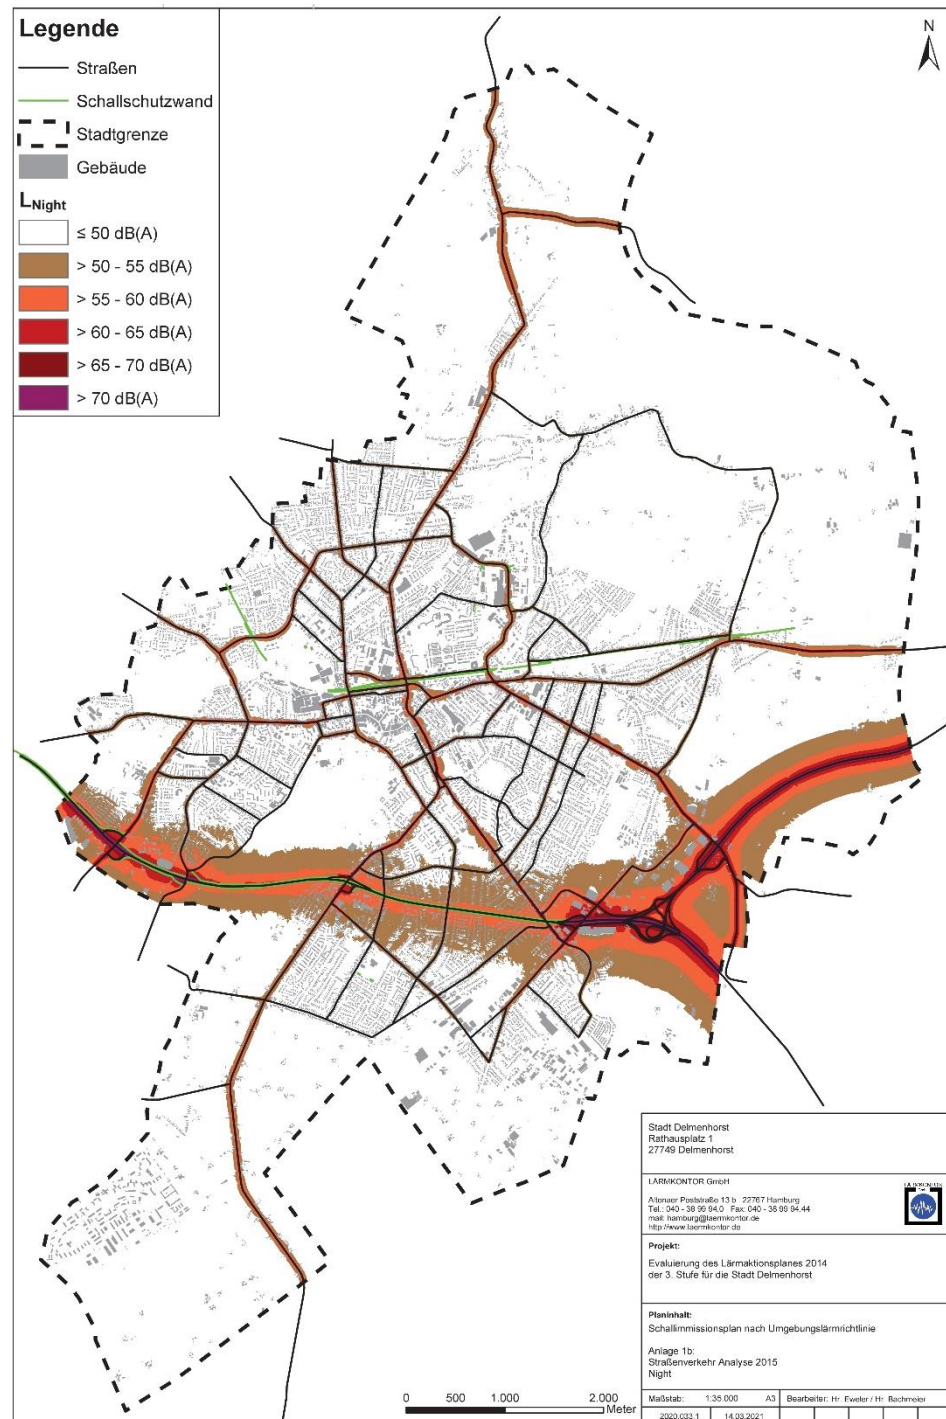 Legende
Straßen
Schallschutzwand
Stadtgrenze
Gebäude
LNight
≤ 50 dB(A)
> 50 - 55 dB(A)
> 55 - 60 dB(A)
> 60 - 65 dB(A)
> 65 - 70 dB(A)
> 70 dB(A)
N
0 500 1.000 2.000
Meter
Stadt Delmenhorst
Rathausplatz 1
27749 Delmenhorst
LÄRMKONTOR GmbH
Altonaer Poststraße 13 b 22767 Hamburg
Tel.: 040 - 38 99 94.0 Fax: 040 - 38 99 94.44
mail: hamburg@laermkontor.de
http://www.laermkontor.de
LÄRMKONTOR
Projekt:
Evaluierung des Lärmaktionsplanes 2014
der 3. Stufe für die Stadt Delmenhorst
Planinhalt:
Schallimmissionsplan nach Umgebungslärmrichtlinie
Anlage 1b:
Straßenverkehr Analyse 2015
Night
Maßstab: 1:35.000 A3 Bearbeiter: Hr. Eweler / Hr. Bachmeier
2020.033.1 14.03.2021